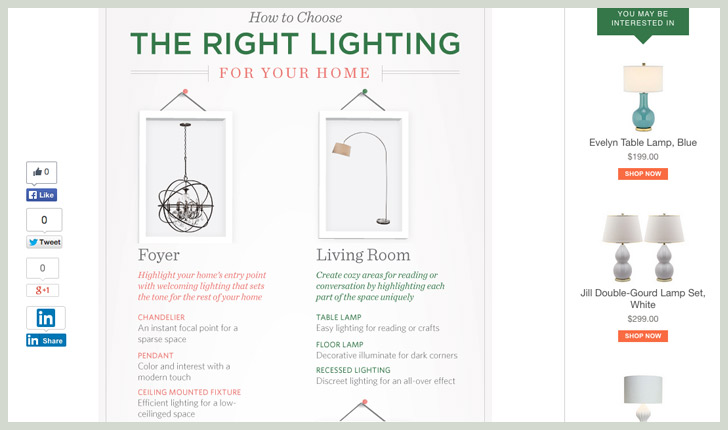 How to Choose
THE RIGHT LIGHTING
FOR YOUR HOME
Foyer
Highlight your home's entry point
with welcoming lighting that sets
the tone for the rest of your home
CHANDELIER
An instant focal point for a
sparse space
PENDANT
Color and interest with a
modern touch
CEILING MOUNTED FIXTURE
Efficient lighting for a low-
ceilinged space
Living Room
Create cozy areas for reading or
conversation by highlighting each
part of the space uniquely
TABLE LAMP
Easy lighting for reading or crafts
FLOOR LAMP
Decorative illuminate for dark corners
RECESSED LIGHTING
Discreet lighting for an all-over effect
0
Like
0
Tweet
0
g+1
in
in Share
YOU MAY BE
INTERESTED IN
Evelyn Table Lamp, Blue
$199.00
SHOP NOW
Jill Double-Gourd Lamp Set,
White
$299.00
SHOP NOW